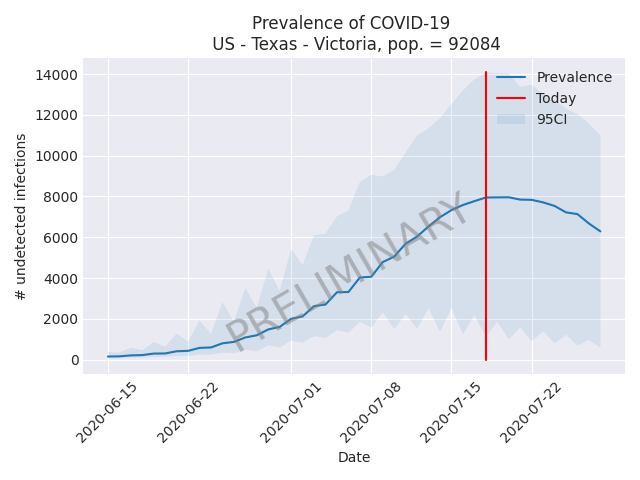 Prevalence of COVID-19
US - Texas - Victoria, pop. = 92084
14000
12000
10000
8000
6000
4000
2000
0
# undetected infections
Prevalence
Today
95CI
PRELIMINARY
2020-06-15
2020-06-22
2020-07-01
2020-07-08
2020-07-15
2020-07-22
Date